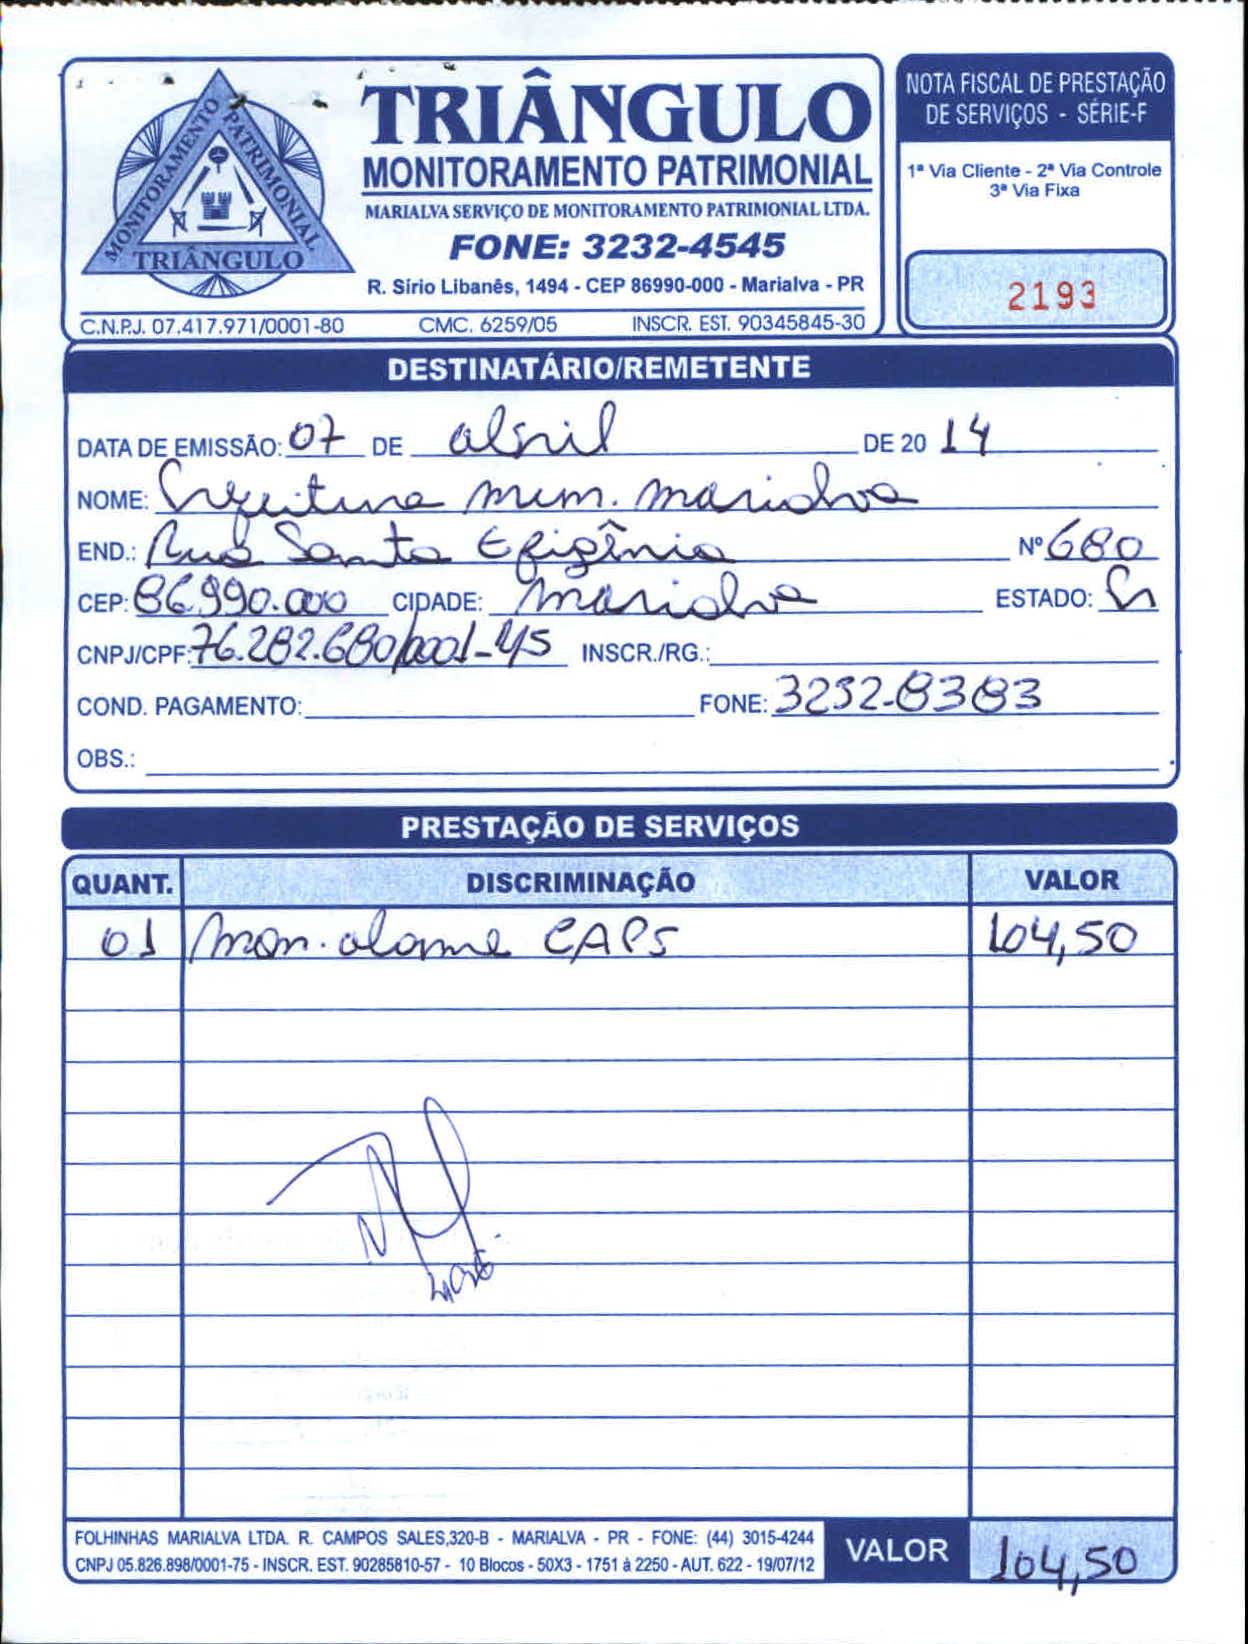 MONITORAMENTO PATRIMONIAL
TRIÂNGULO
TRIÂNGULO
MONITORAMENTO PATRIMONIAL
MARIALVA SERVIÇO DE MONITORAMENTO PATRIMONIAL LTDA.
FONE: 3232-4545
R. Sírio Libanês, 1494 - CEP 86990-000 - Marialva - PR
C.N.P.J. 07.417.971/0001-80 CMC. 6259/05 INSCR. EST. 90345845-30
NOTA FISCAL DE PRESTAÇÃO
DE SERVIÇOS - SÉRIE-F
1ª Via Cliente - 2ª Via Controle
3ª Via Fixa
2193
DESTINATÁRIO/REMETENTE
DATA DE EMISSÃO: 07 DE abril DE 20 14
NOME: Prefeitura mun. marialva
END.: Rua Santa Efigênia Nº 680
CEP: 86.990.000 CIDADE: marialva ESTADO: Pr
CNPJ/CPF: 76.282.680/0001-45 INSCR./RG.:
COND. PAGAMENTO: FONE: 3232-8383
OBS.:
PRESTAÇÃO DE SERVIÇOS
QUANT. DISCRIMINAÇÃO VALOR
01 mon. alarme CAPS 104,50
FOLHINHAS MARIALVA LTDA. R. CAMPOS SALES,320-B - MARIALVA - PR - FONE: (44) 3015-4244
CNPJ 05.826.898/0001-75 - INSCR. EST. 90285810-57 - 10 Blocos - 50X3 - 1751 à 2250 - AUT. 622 - 19/07/12
VALOR 104,50